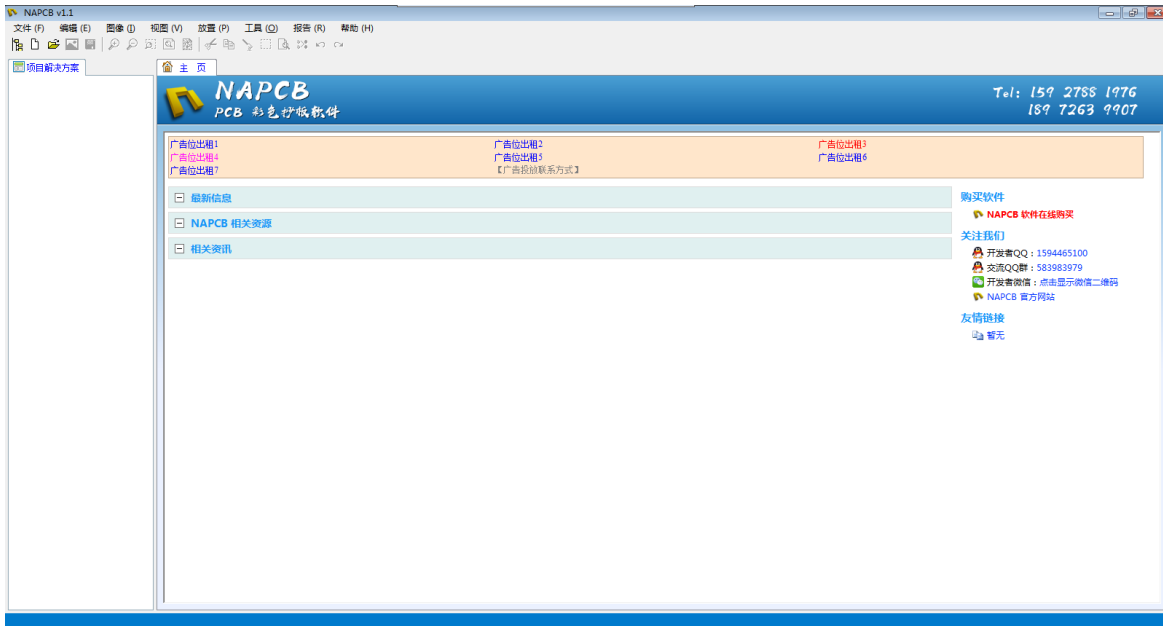 NAPCB v1.1
文件 (F) 编辑 (E) 图像 (I) 视图 (V) 放置 (P) 工具 (O) 报告 (R) 帮助 (H)
项目解决方案
主 页
NAPCB
PCB 彩色抄板软件
Tel: 159 2788 1976
189 7263 9907
广告位出租1 广告位出租2 广告位出租3
广告位出租4 广告位出租5 广告位出租6
广告位出租7 【广告投放联系方式】
最新信息
NAPCB 相关资源
相关资讯
购买软件
NAPCB 软件在线购买
关注我们
开发者QQ：1594465100
交流QQ群：583983979
开发者微信：点击显示微信二维码
NAPCB 官方网站
友情链接
暂无